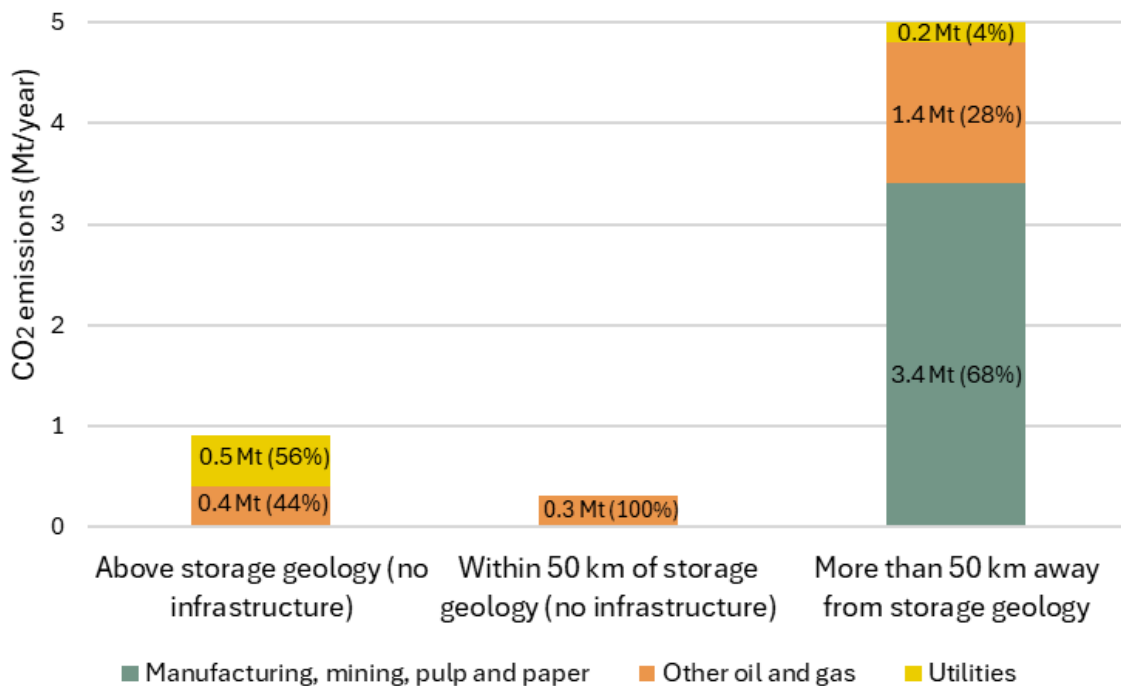 CO2 emissions (Mt/year)
5
4
3
2
1
0
0.5 Mt (56%)
0.4 Mt (44%)
0.3 Mt (100%)
0.2 Mt (4%)
1.4 Mt (28%)
3.4 Mt (68%)
Above storage geology (no
infrastructure)
Within 50 km of storage
geology (no infrastructure)
More than 50 km away
from storage geology
Manufacturing, mining, pulp and paper
Other oil and gas
Utilities